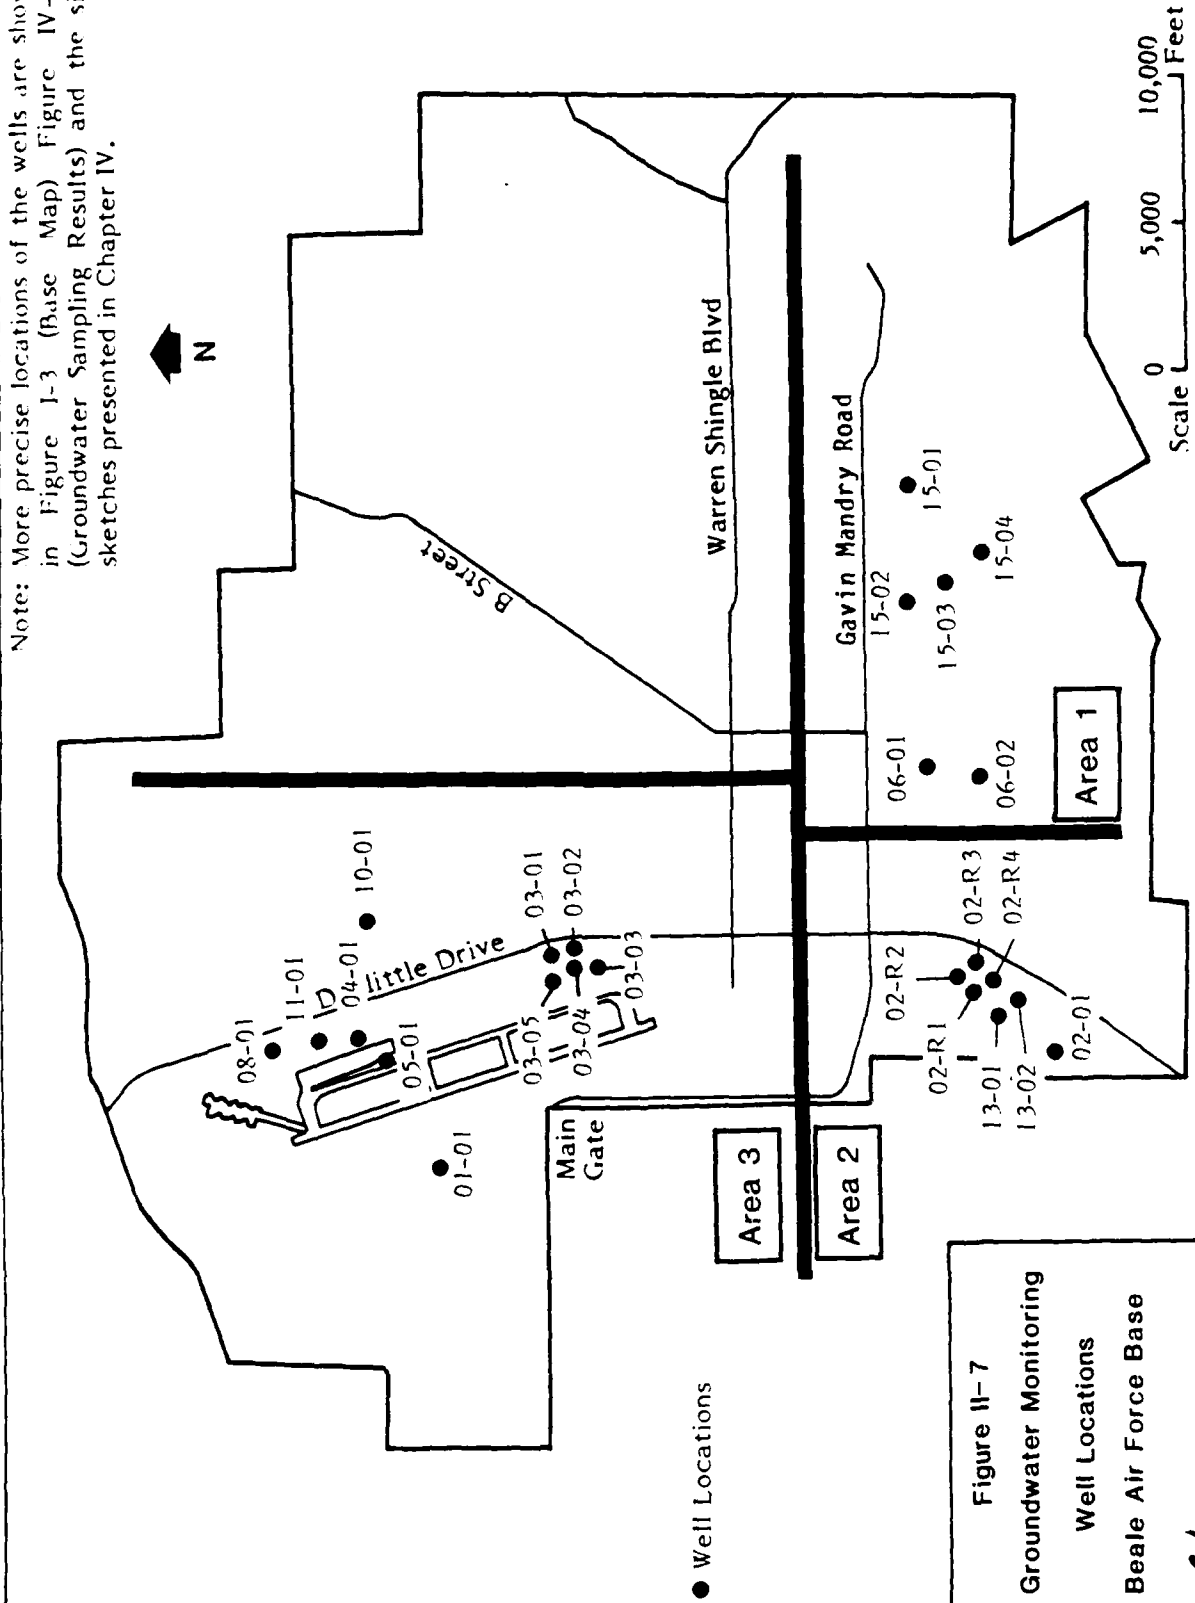 Note: More precise locations of the wells are
in Figure I-3 (Base Map) Figure
(Groundwater Sampling Results) and the
sketches presented in Chapter IV.
N
B Street
Warren Shingle Blvd
Gavin Mandry Road
15-01
15-02
15-03
15-04
06-01
06-02
Area 1
10-01
11-01
04-01
08-01
05-01
01-01
little Drive
03-01
03-02
03-03
03-04
03-05
Main
Gate
02-R3
02-R4
02-R2
02-R1
13-01
13-02
02-01
Area 3
Area 2
Well Locations
Scale
0
5,000
10,000
Feet
Figure II-7
Groundwater Monitoring
Well Locations
Beale Air Force Base